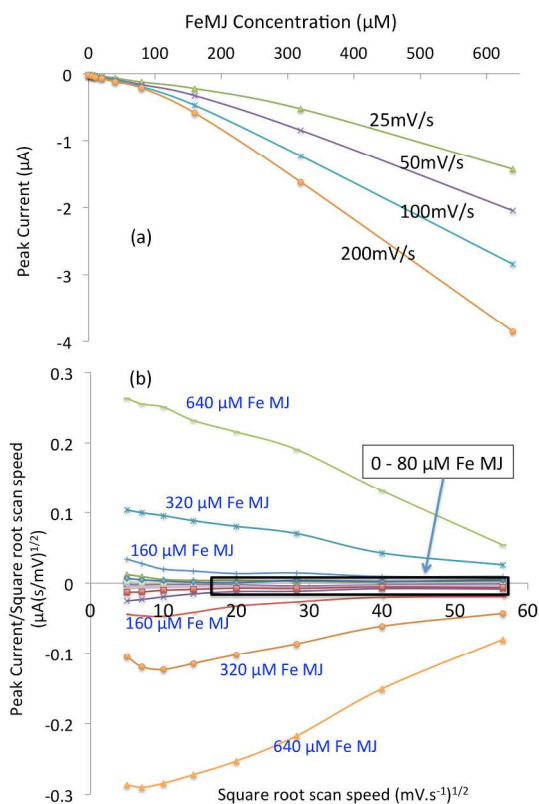 FeMJ Concentration (μM)
0 100 200 300 400 500 600
0
-1
-2
-3
-4
Peak Current (μA)
25mV/s
50mV/s
100mV/s
200mV/s
(a)
(b)
0.3
0.2
0.1
0
-0.1
-0.2
-0.3
Peak Current/Square root scan speed
(μA(s/mV)1/2)
640 μM Fe MJ
0 - 80 μM Fe MJ
320 μM Fe MJ
160 μM Fe MJ
0 10 20 30 40 50 60
160 μM Fe MJ
320 μM Fe MJ
640 μM Fe MJ
Square root scan speed (mV.s-1)1/2